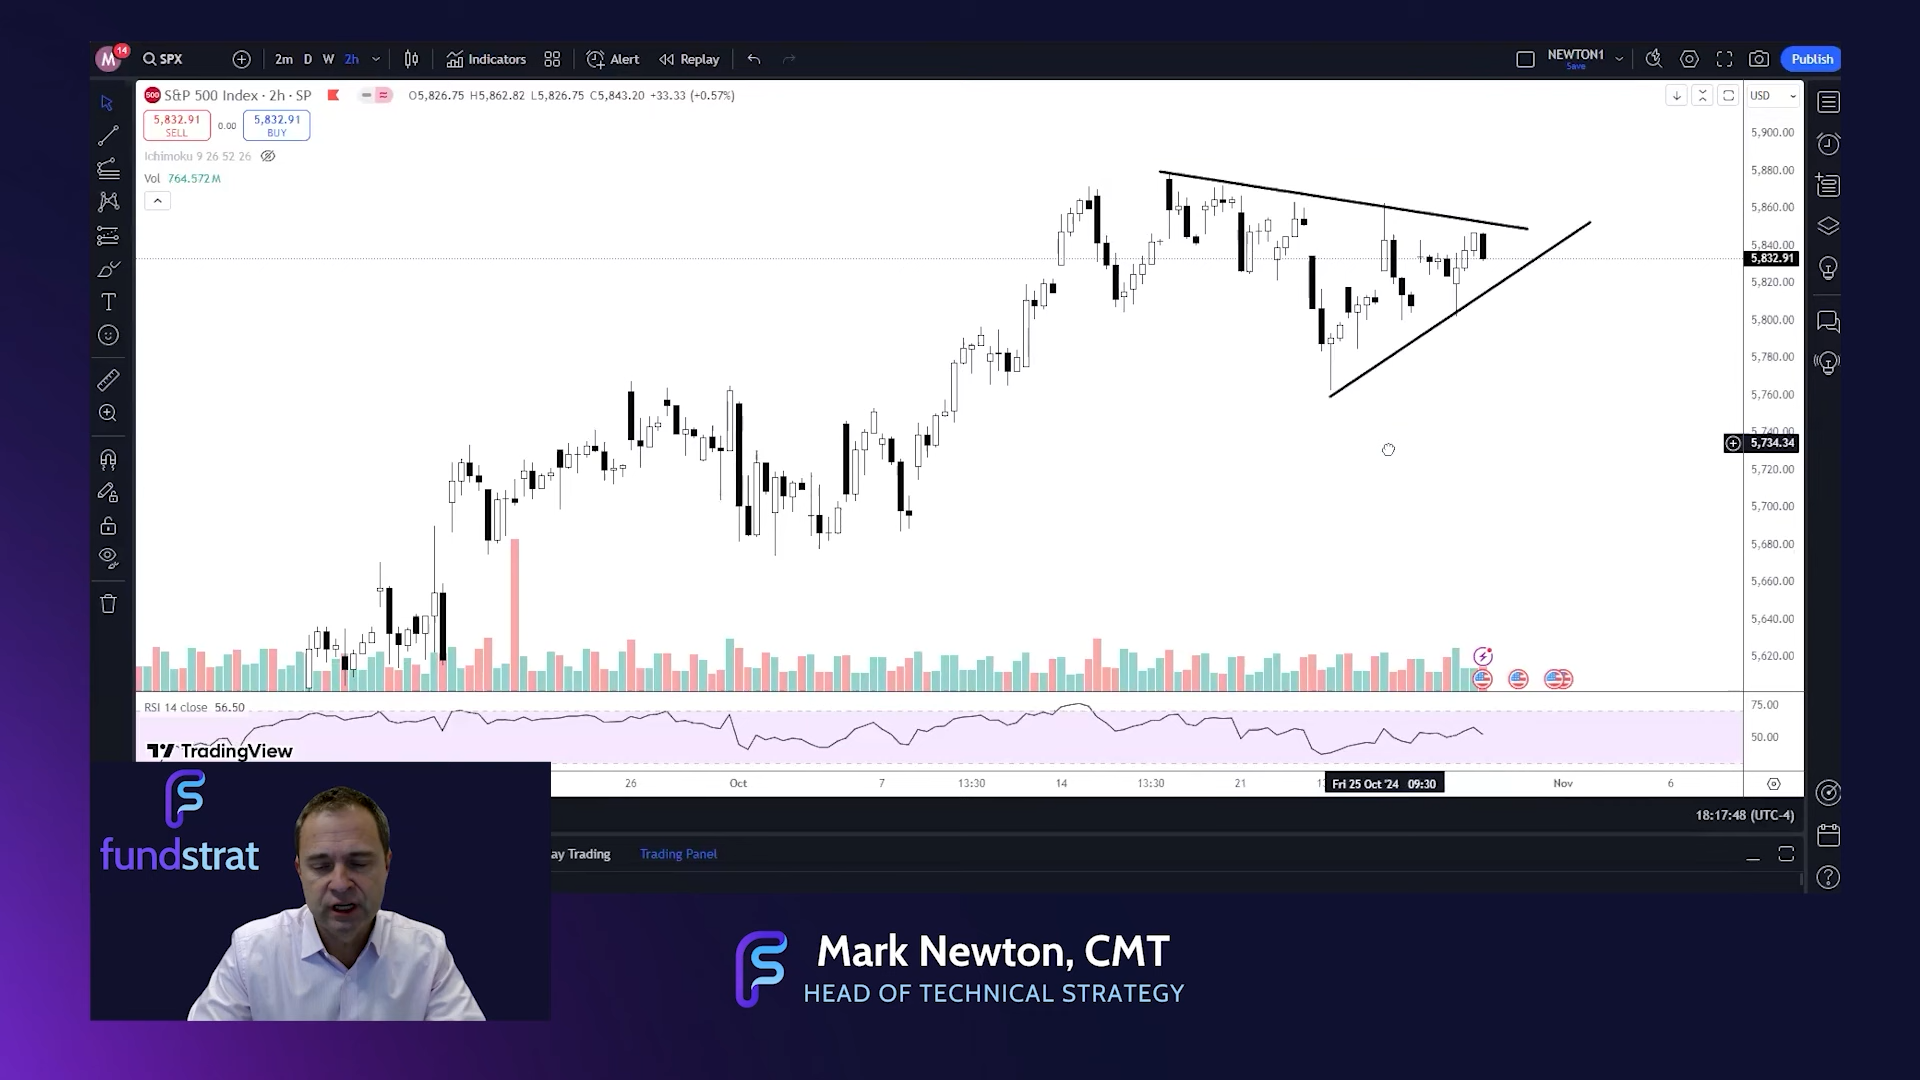 M 14 SPX 2m D W 2h Indicators Alert Replay NEWTON1 Save Publish
500 S&P 500 Index · 2h · SP O5,826.75 H5,862.82 L5,826.75 C5,843.20 +33.33 (+0.57%) USD
5,832.91 SELL 0.00 5,832.91 BUY
Ichimoku 9 26 52 26
Vol 764.572M
5,900.00
5,880.00
5,860.00
5,840.00
5,832.91
5,820.00
5,800.00
5,780.00
5,760.00
5,740.00
5,734.34
5,720.00
5,700.00
5,680.00
5,660.00
5,640.00
5,620.00
RSI 14 close 56.50
75.00
50.00
TradingView
26 Oct 7 13:30 14 13:30 21 Fri 25 Oct '24 09:30 Nov 6
18:17:48 (UTC-4)
ay Trading Trading Panel
fundstrat
Mark Newton, CMT
HEAD OF TECHNICAL STRATEGY